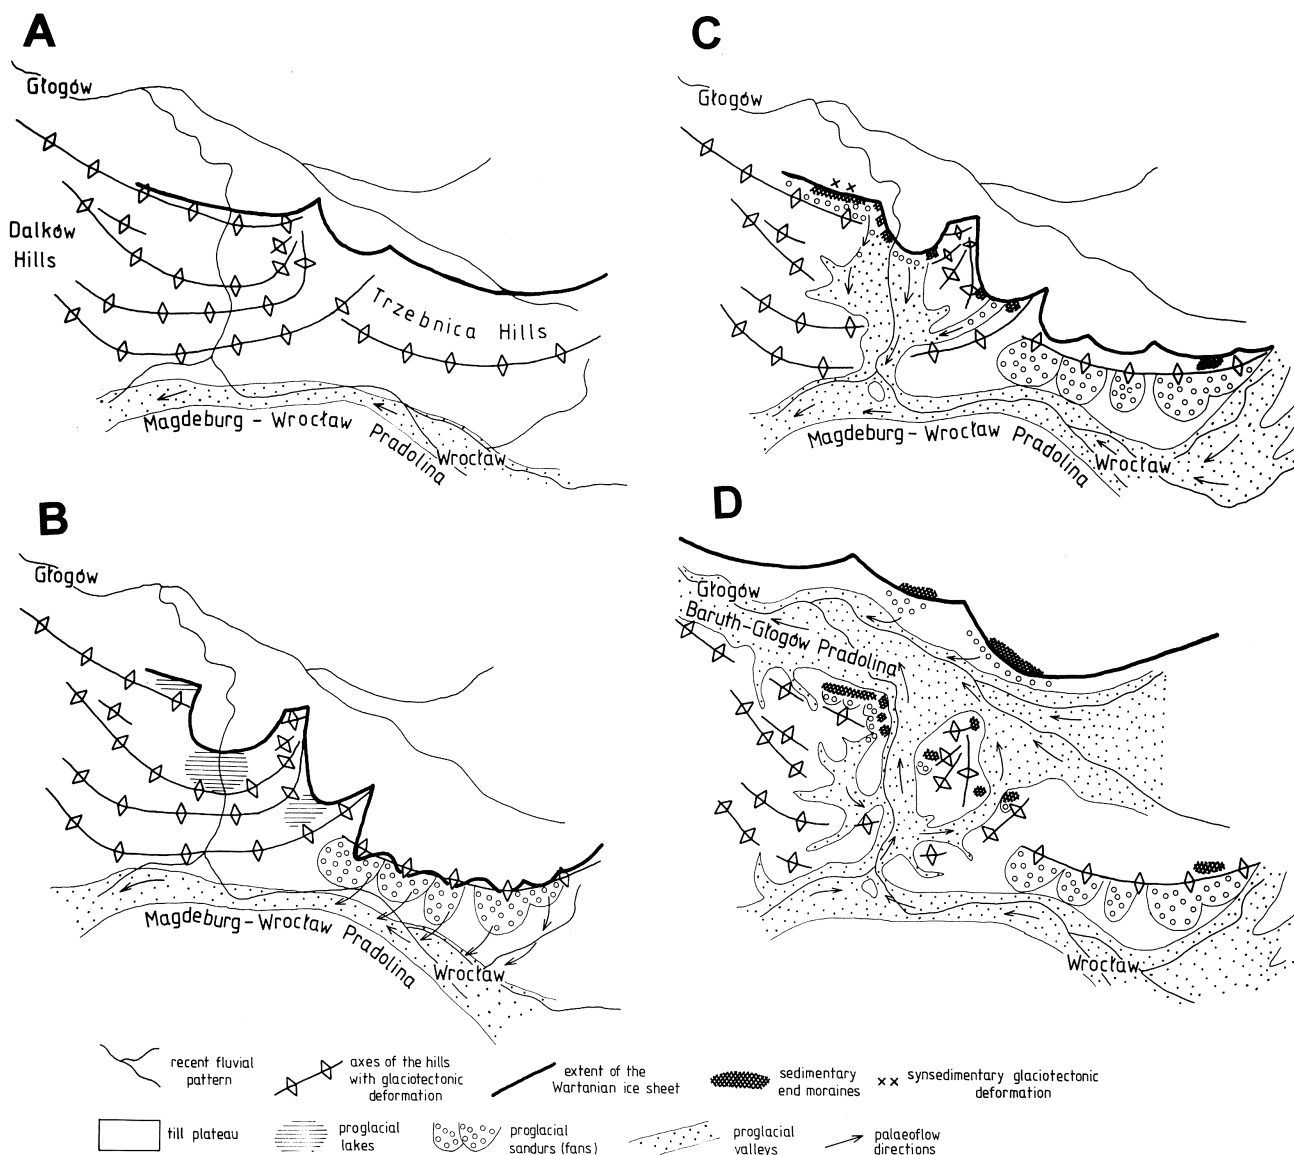 A
Głogów
Dalków
Hills
Trzebnica Hills
Magdeburg - Wrocław Pradolina
Wrocław
C
Głogów
Magdeburg - Wrocław Pradolina
Wrocław
B
Głogów
Magdeburg - Wrocław Pradolina
Wrocław
D
Głogów
Baruth-Głogów Pradolina
Wrocław
recent fluvial
pattern
axes of the hills
with glaciotectonic
deformation
extent of the
Wartanian ice sheet
sedimentary
end moraines
xx synsedimentary glaciotectonic
deformation
till plateau
proglacial
lakes
proglacial
sandurs (fans)
proglacial
valleys
palaeoflow
directions